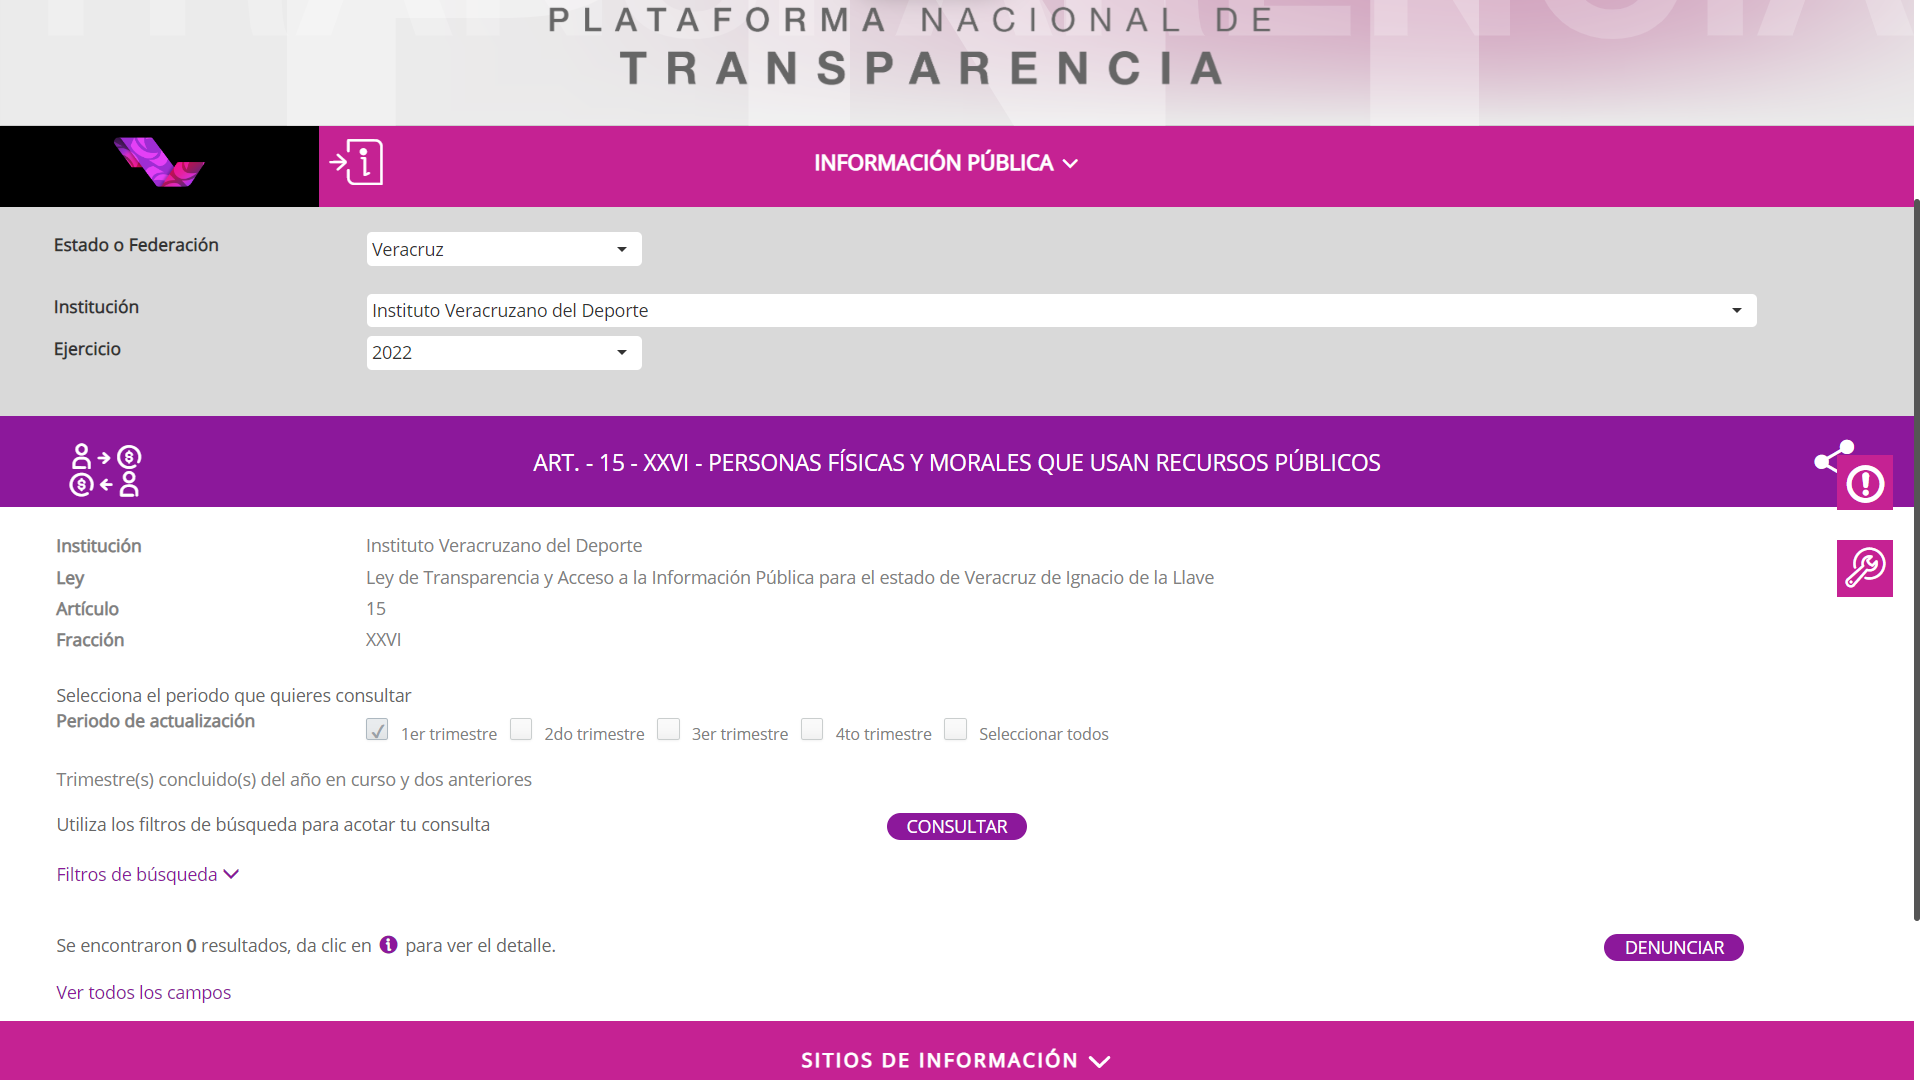 PLATAFORMA NACIONAL DE
TRANSPARENCIA
INFORMACIÓN PÚBLICA
Estado o Federación
Veracruz
Institución
Instituto Veracruzano del Deporte
Ejercicio
2022
ART. - 15 - XXVI - PERSONAS FÍSICAS Y MORALES QUE USAN RECURSOS PÚBLICOS
Institución
Instituto Veracruzano del Deporte
Ley
Ley de Transparencia y Acceso a la Información Pública para el estado de Veracruz de Ignacio de la Llave
Artículo
15
Fracción
XXVI
Selecciona el periodo que quieres consultar
Periodo de actualización
1er trimestre
2do trimestre
3er trimestre
4to trimestre
Seleccionar todos
Trimestre(s) concluido(s) del año en curso y dos anteriores
Utiliza los filtros de búsqueda para acotar tu consulta
CONSULTAR
Filtros de búsqueda
Se encontraron 0 resultados, da clic en i para ver el detalle.
DENUNCIAR
Ver todos los campos
SITIOS DE INFORMACIÓN